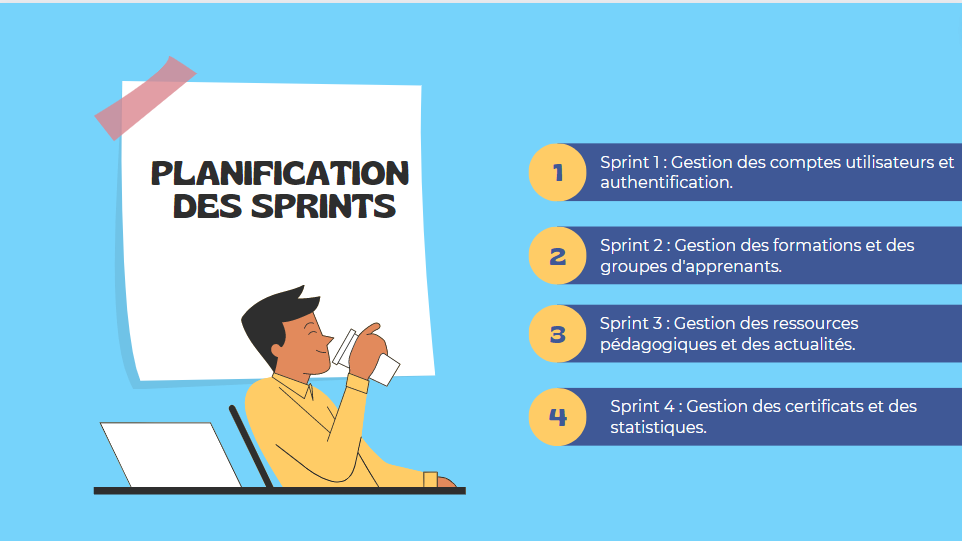 PLANIFICATION
DES SPRINTS
1
Sprint 1 : Gestion des comptes utilisateurs et
authentification.
2
Sprint 2 : Gestion des formations et des
groupes d'apprenants.
3
Sprint 3 : Gestion des ressources
pédagogiques et des actualités.
4
Sprint 4 : Gestion des certificats et des
statistiques.